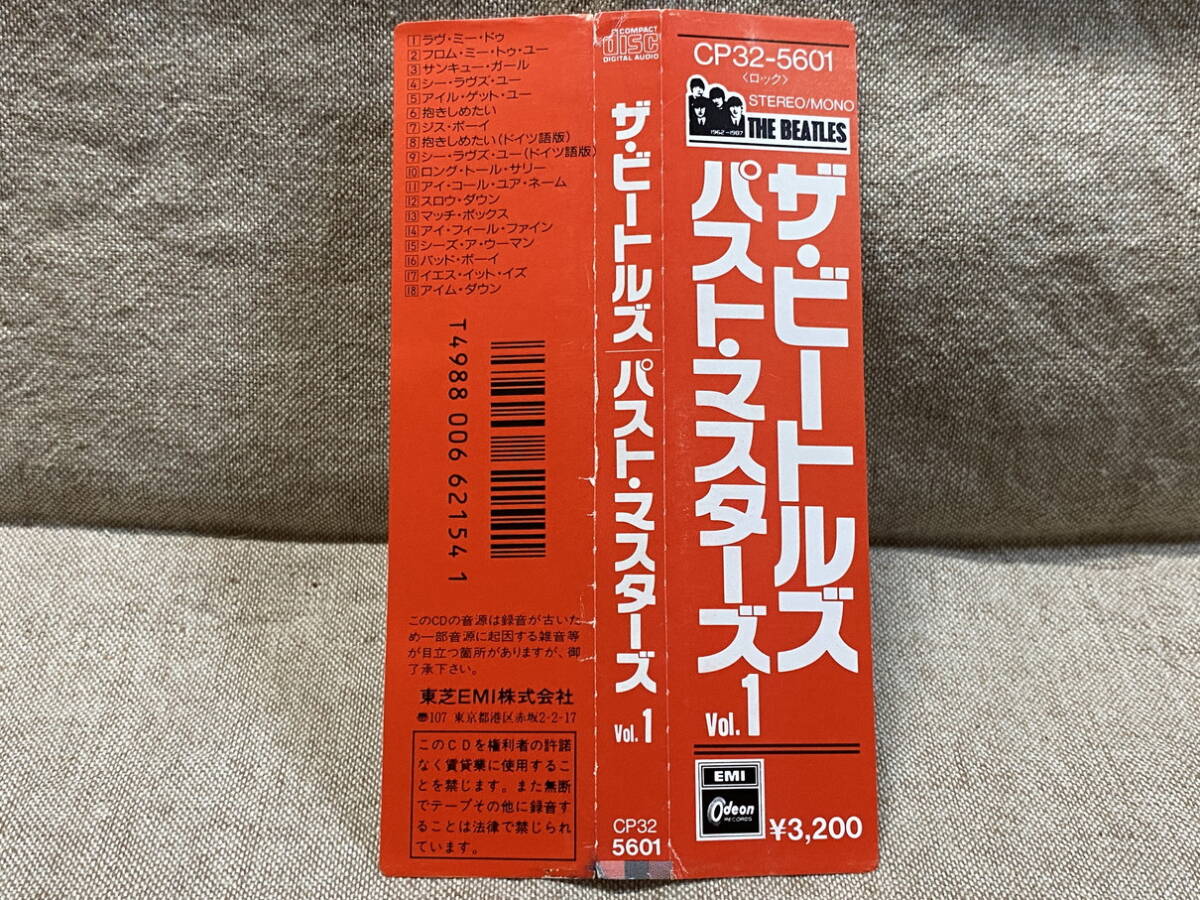 1 ラヴ・ミー・ドゥ
2 フロム・ミー・トゥ・ユー
3 サンキュー・ガール
4 シー・ラヴズ・ユー
5 アイル・ゲット・ユー
6 抱きしめたい
7 ジス・ボーイ
8 抱きしめたい(ドイツ語版)
9 シー・ラヴズ・ユー(ドイツ語版)
10 ロング・トール・サリー
11 アイ・コール・ユア・ネーム
12 スロウ・ダウン
13 マッチ・ボックス
14 アイ・フィール・ファイン
15 シーズ・ア・ウーマン
16 バッド・ボーイ
17 イエス・イット・イズ
18 アイム・ダウン
T4988 006 62154 1
このCDの音源は録音が古いた
め一部音源に起因する雑音等
が目立つ箇所がありますが、御
了承下さい。
東芝EMI株式会社
〠107 東京都港区赤坂2-2-17
このCDを権利者の許諾
なく賃貸業に使用するこ
とを禁じます。また無断
でテープその他に録音す
ることは法律で禁じられ
ています。
COMPACT
disc
DIGITAL AUDIO
ザ・ビートルズ
パスト・マスターズ
Vol. 1
CP32
5601
CP32-5601
〈ロック〉
STEREO/MONO
1962-1987
THE BEATLES
ザ・ビートルズ
パスト・マスターズ
Vol. 1
EMI
Odeon
RECORDS
¥3,200